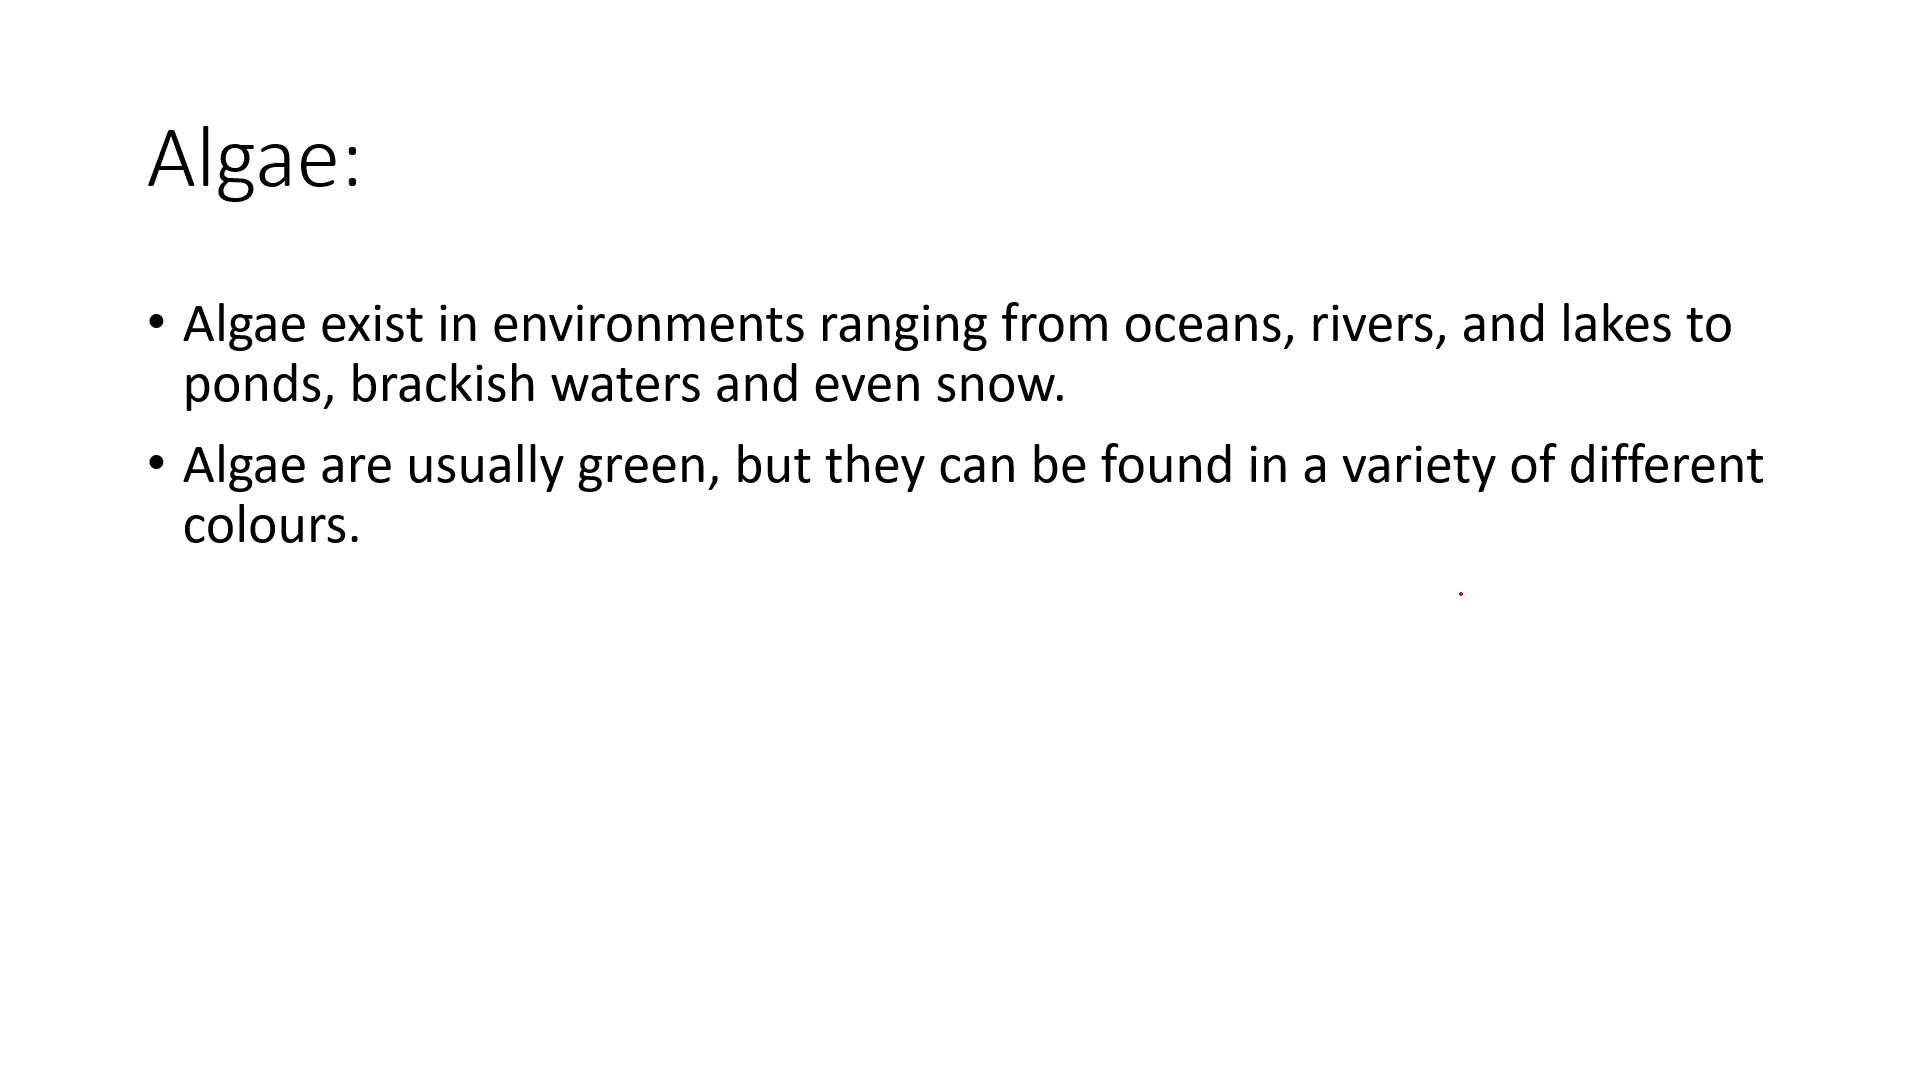 Algae:
• Algae exist in environments ranging from oceans, rivers, and lakes to
ponds, brackish waters and even snow.
• Algae are usually green, but they can be found in a variety of different
colours.